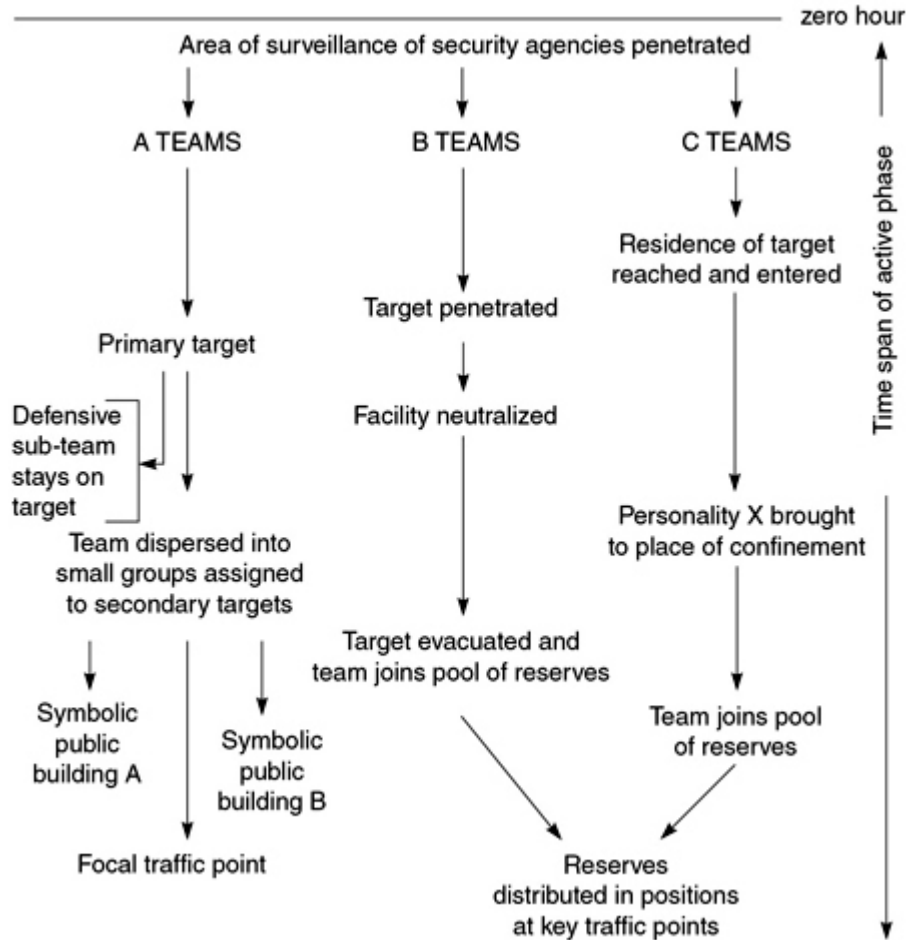 zero hour
Area of surveillance of security agencies penetrated
A TEAMS
B TEAMS
C TEAMS
Residence of target
reached and entered
Target penetrated
Primary target
Facility neutralized
Defensive
sub-team
stays on
target
Time span of active phase
Personality X brought
to place of confinement
Team dispersed into
small groups assigned
to secondary targets
Target evacuated and
team joins pool of reserves
Symbolic
public
building A
Symbolic
public
building B
Team joins pool
of reserves
Focal traffic point
Reserves
distributed in positions
at key traffic points